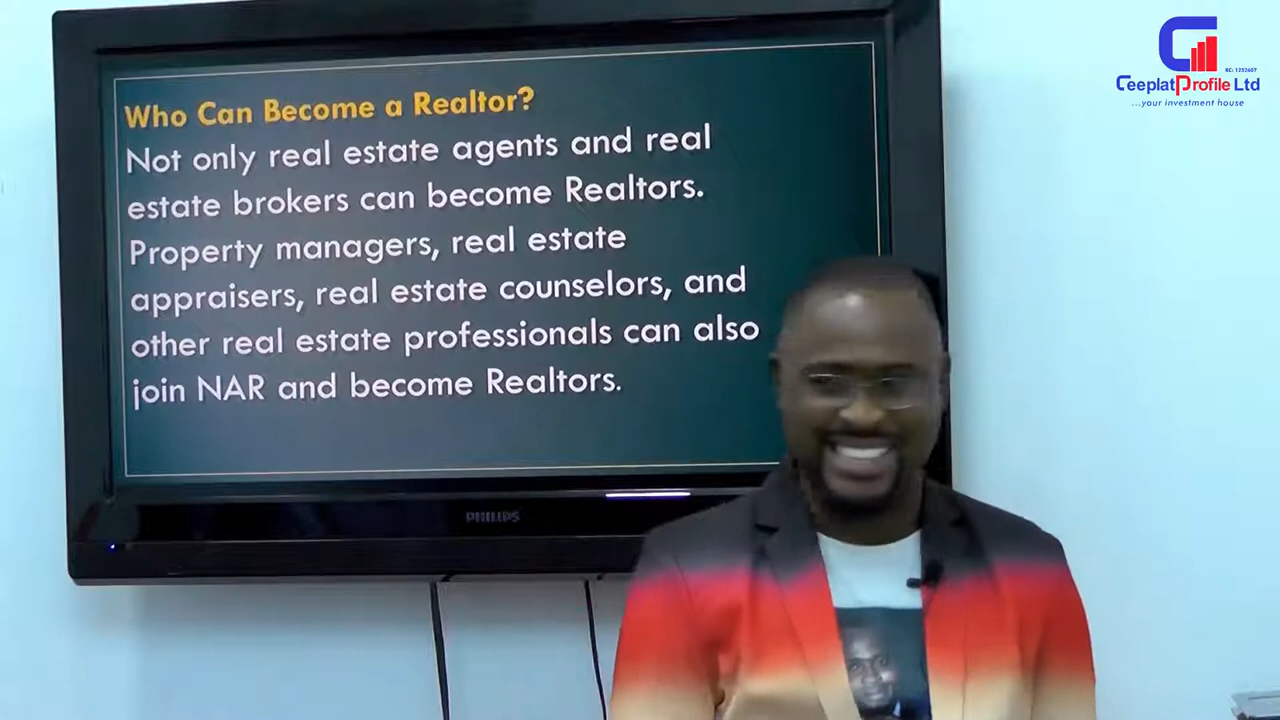 Who Can Become a Realtor?
Not only real estate agents and real
estate brokers can become Realtors.
Property managers, real estate
appraisers, real estate counselors, and
other real estate professionals can also
join NAR and become Realtors.
PHILIPS
RC: 1252607
CeeplatProfile Ltd
...your investment house